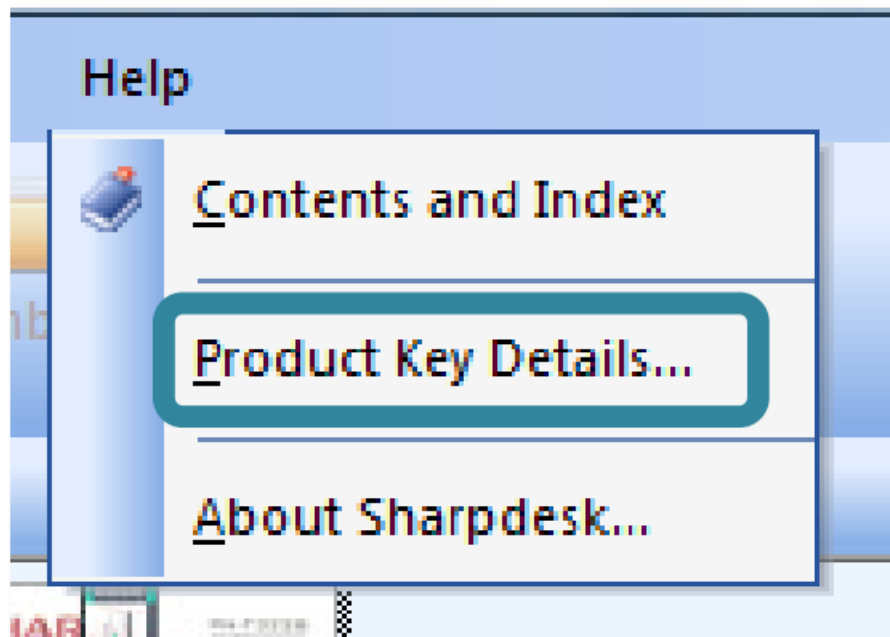 Help
Contents and Index
Product Key Details...
About Sharpdesk...